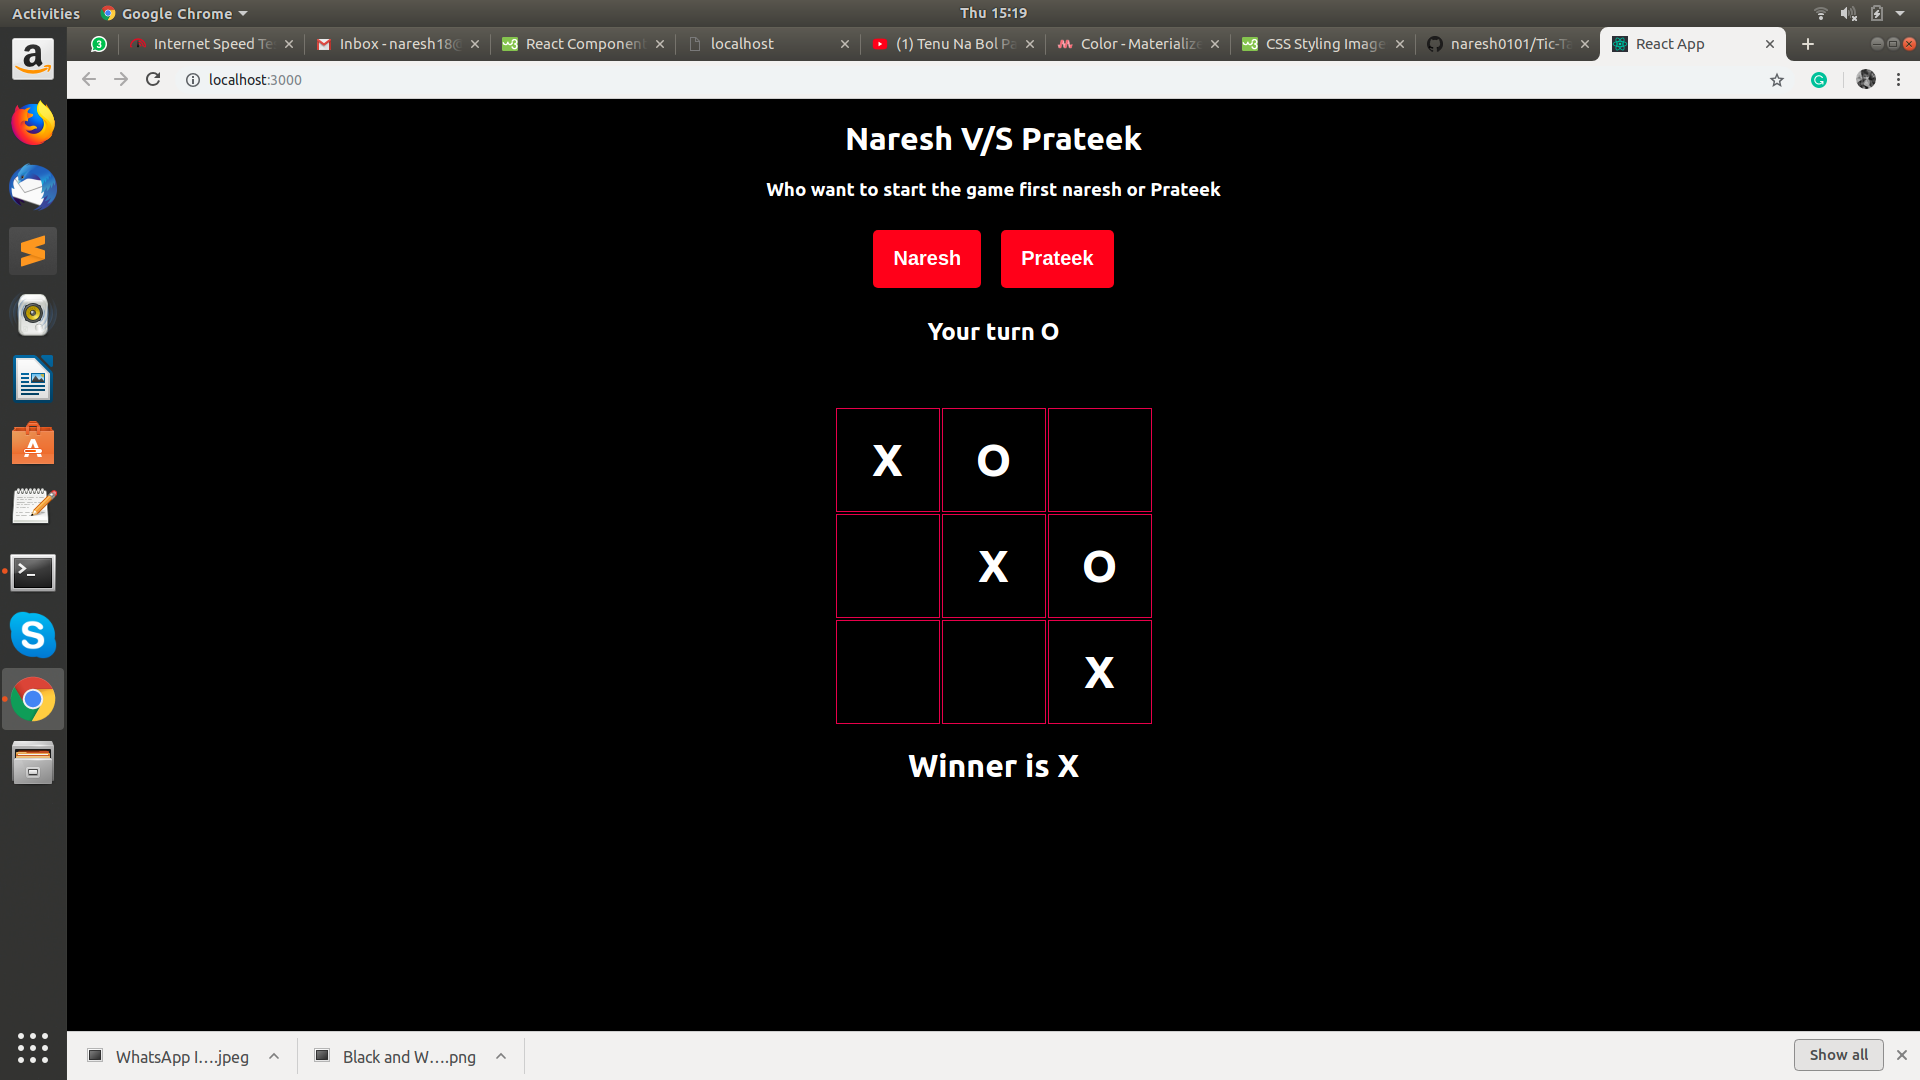 Activities Google Chrome Thu 15:19
3 Internet Speed Te Inbox - naresh18@ React Component localhost (1) Tenu Na Bol Pa Color - Materialize CSS Styling Image naresh0101/Tic-Ta React App
localhost:3000
Naresh V/S Prateek
Who want to start the game first naresh or Prateek
Naresh Prateek
Your turn O
X O
X O
X
Winner is X
WhatsApp I....jpeg Black and W....png Show all